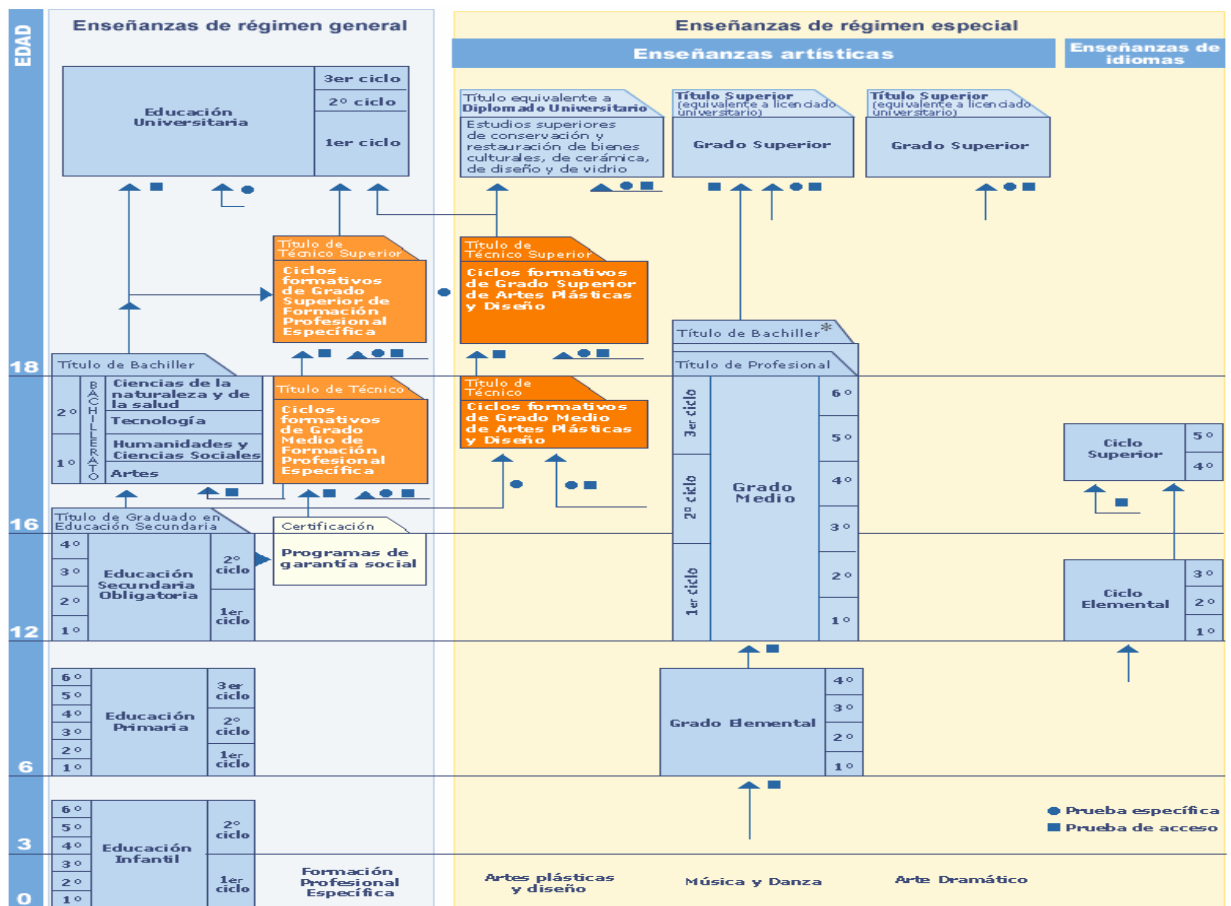 EDAD
Enseñanzas de régimen general
Enseñanzas de régimen especial
Enseñanzas artísticas
Enseñanzas de
idiomas
Educación
Universitaria
3er ciclo
2º ciclo
1er ciclo
Título equivalente a
Diplomado Universitario
Estudios superiores
de conservación y
restauración de bienes
culturales, de cerámica,
de diseño y de vidrio
Título Superior
(equivalente a licenciado
universitario)
Grado Superior
Título Superior
(equivalente a licenciado
universitario)
Grado Superior
Título de
Técnico Superior
Ciclos
formativos
de Grado
Superior de
Formación
Profesional
Específica
Título de
Técnico Superior
Ciclos formativos
de Grado Superior
de Artes Plásticas
y Diseño
18
Título de Bachiller
2º
1º
BACHILLERATO
Ciencias de la
naturaleza y de
la salud
Tecnología
Humanidades y
Ciencias Sociales
Artes
Título de Técnico
Ciclos
formativos
de Grado
Medio de
Formación
Profesional
Específica
Título de
Técnico
Ciclos formativos
de Grado Medio
de Artes Plásticas
y Diseño
Título de Bachiller*
Título de Profesional
3er ciclo
2º ciclo
1er ciclo
Grado
Medio
6º
5º
4º
3º
2º
1º
Ciclo
Superior
5º
4º
16
Título de Graduado en
Educación Secundaria
4º
3º
2º
1º
Educación
Secundaria
Obligatoria
2º
ciclo
1er
ciclo
Certificación
Programas de
garantía social
Ciclo
Elemental
3º
2º
1º
12
6º
5º
4º
3º
2º
1º
Educación
Primaria
3er
ciclo
2º
ciclo
1er
ciclo
Grado Elemental
4º
3º
2º
1º
6
6º
5º
4º
3º
2º
1º
Educación
Infantil
2º
ciclo
1er
ciclo
Prueba específica
Prueba de acceso
3
0
Formación
Profesional
Específica
Artes plásticas
y diseño
Música y Danza
Arte Dramático